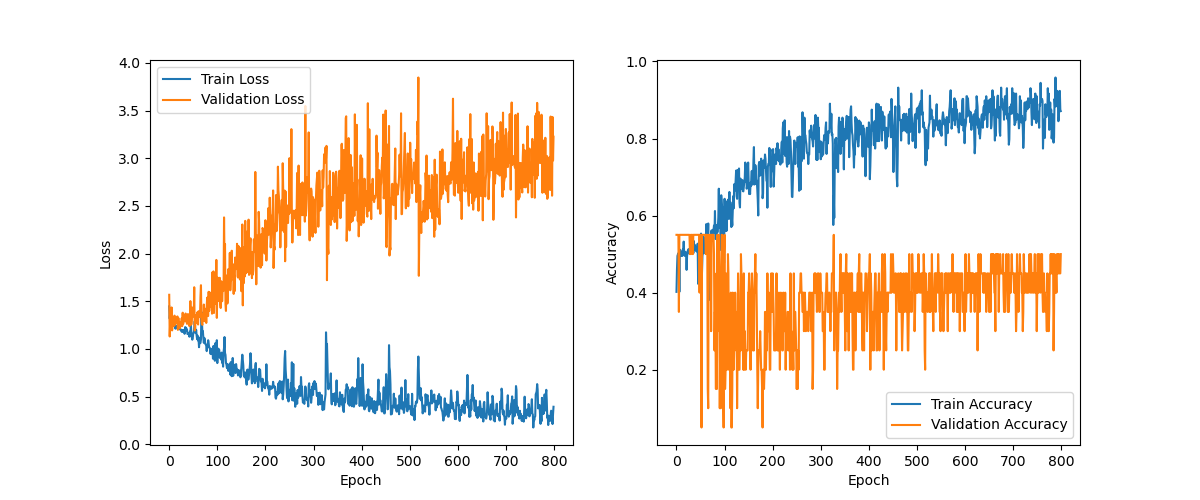 Train Loss
Validation Loss
4.0
3.5
3.0
2.5
2.0
1.5
1.0
0.5
0.0
Loss
0 100 200 300 400 500 600 700 800
Epoch
1.0
0.8
0.6
0.4
0.2
Accuracy
Train Accuracy
Validation Accuracy
0 100 200 300 400 500 600 700 800
Epoch